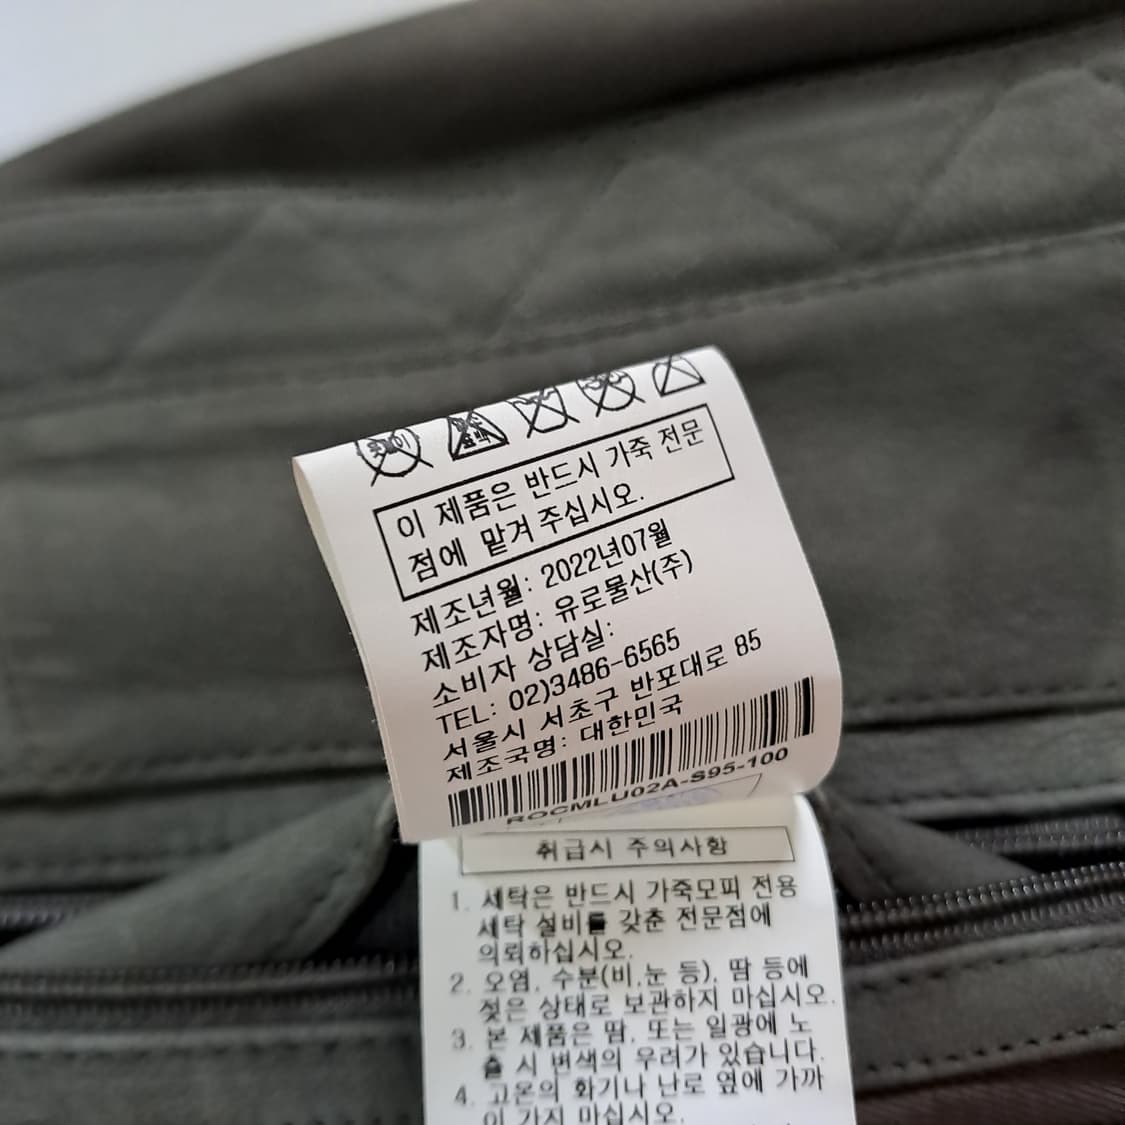 이 제품은 반드시 가죽 전문
점에 맡겨 주십시오.
제조년월: 2022년07월
제조자명: 유로물산(주)
소비자 상담실:
TEL: 02)3486-6565
서울시 서초구 반포대로 85
제조국명: 대한민국
ROCMLU02A-S95-100
취급시 주의사항
1. 세탁은 반드시 가죽모피 전용
세탁 설비를 갖춘 전문점에
의뢰하십시오.
2. 오염, 수분(비,눈 등), 땀 등에
젖은 상태로 보관하지 마십시오.
3. 본 제품은 땀, 또는 일광에 노
출 시 변색의 우려가 있습니다.
4. 고온의 화기나 난로 옆에 가까
이 가지 마십시오.